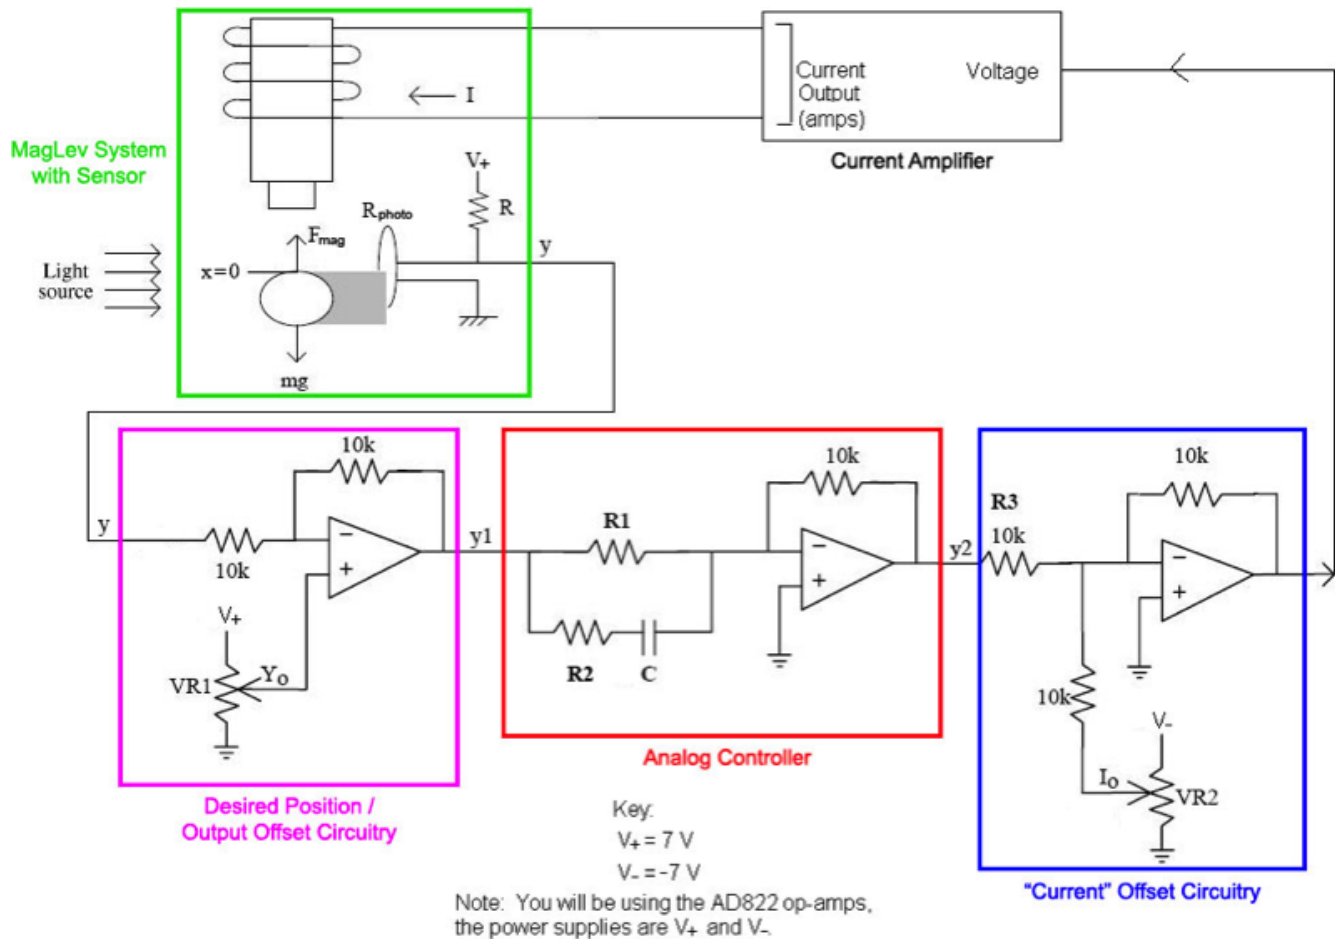 Current
Output
(amps)
Voltage
Current Amplifier
I
MagLev System
with Sensor
V+
R
Rphoto
Fmag
y
x=0
Light
source
mg
10k
y
10k
y1
V+
VR1
Yo
Desired Position /
Output Offset Circuitry
10k
R1
R2
C
y2
Analog Controller
R3
10k
10k
10k
V-
Io
VR2
"Current" Offset Circuitry
Key:
V+ = 7 V
V- = -7 V
Note: You will be using the AD822 op-amps,
the power supplies are V+ and V-.